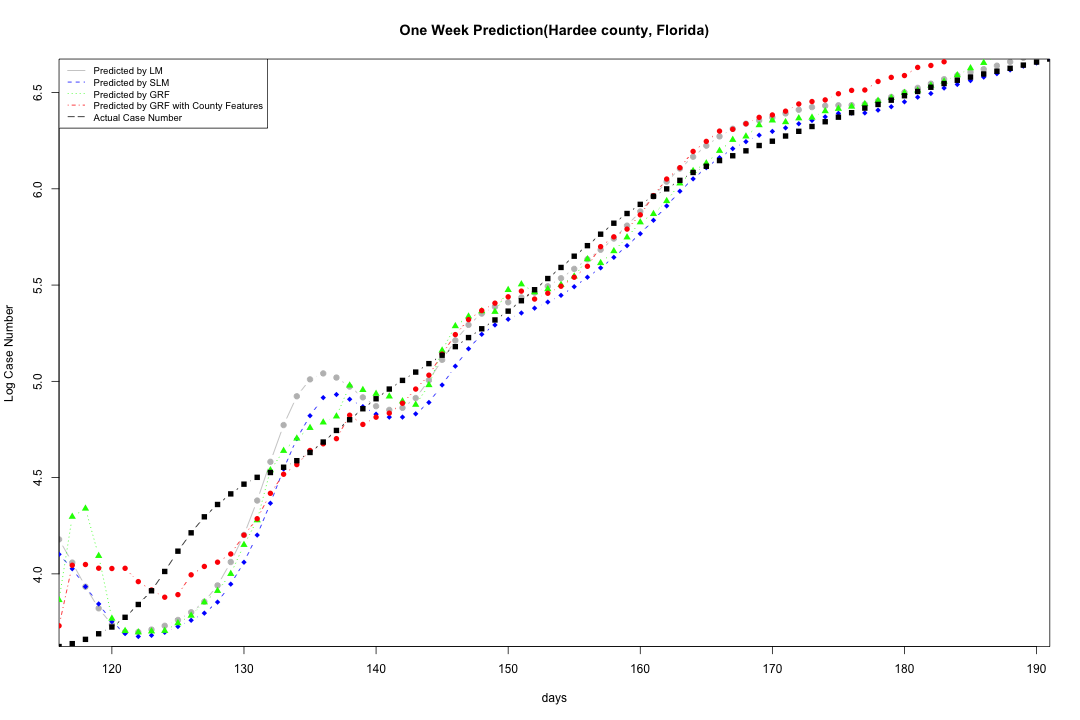 One Week Prediction(Hardee county, Florida)
Predicted by LM
Predicted by SLM
Predicted by GRF
Predicted by GRF with County Features
Actual Case Number
Log Case Number
6.5
6.0
5.5
5.0
4.5
4.0
120 130 140 150 160 170 180 190
days